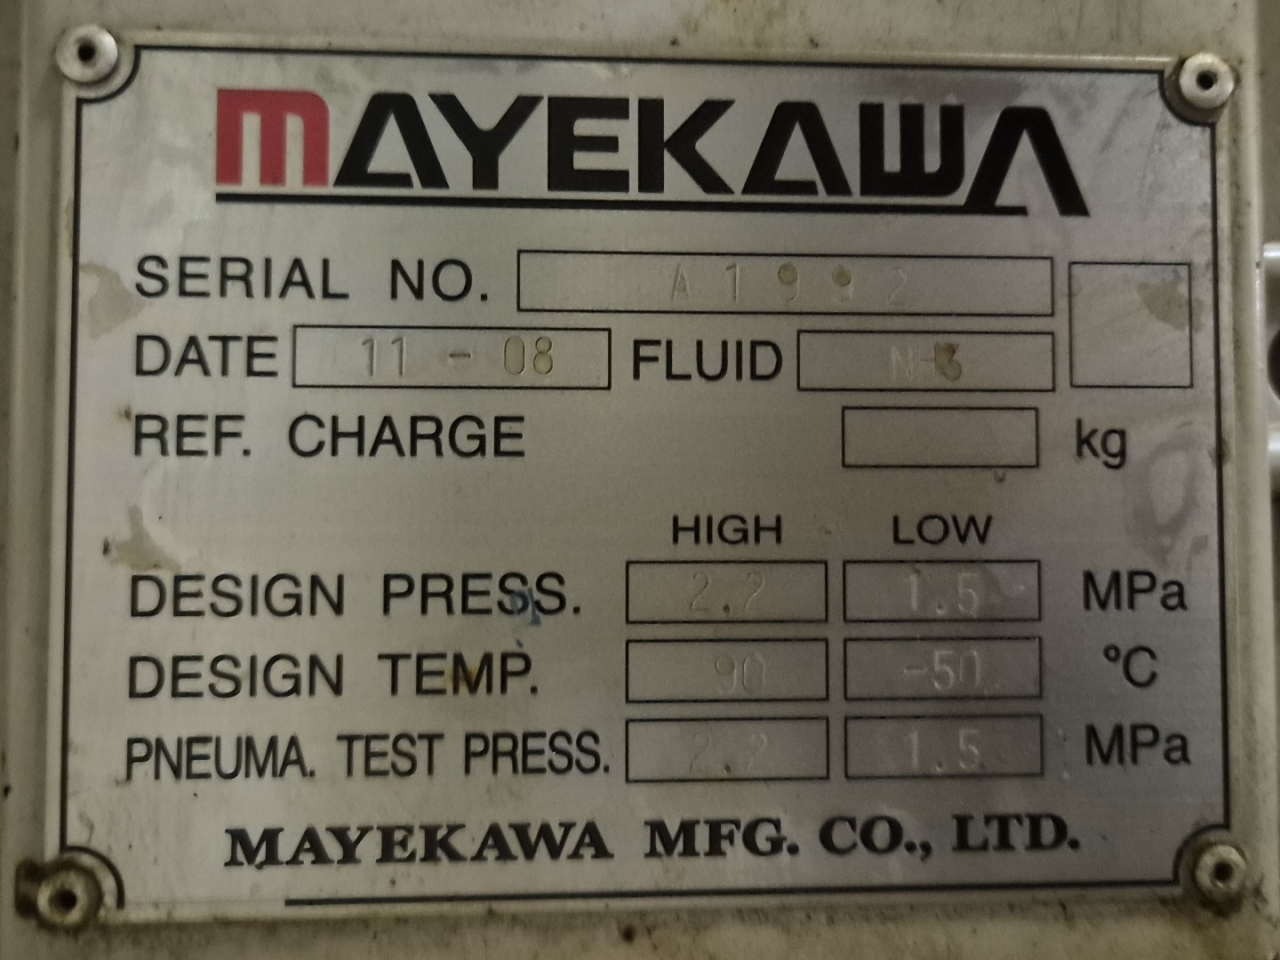 MAYEKAWA
SERIAL NO. A1992
DATE 11 - 08 FLUID
REF. CHARGE kg
HIGH LOW
DESIGN PRESS. 2.2 1.5 MPa
DESIGN TEMP. 90 -50 °C
PNEUMA. TEST PRESS. 2.2 1.5 MPa
MAYEKAWA MFG. CO., LTD.